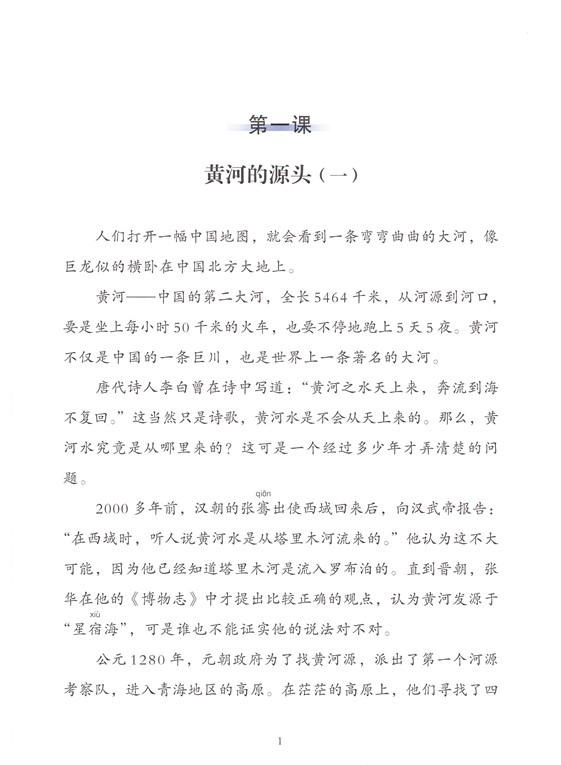 第一课
黄河的源头（一）
人们打开一幅中国地图，就会看到一条弯弯曲曲的大河，像
巨龙似的横卧在中国北方大地上。
黄河——中国的第二大河，全长5464千米，从河源到河口，
要是坐上每小时50千米的火车，也要不停地跑上5天5夜。黄河
不仅是中国的一条巨川，也是世界上一条著名的大河。
唐代诗人李白曾在诗中写道：“黄河之水天上来，奔流到海
不复回。”这当然只是诗歌，黄河水是不会从天上来的。那么，黄
河水究竟是从哪里来的？这可是一个经过多少年才弄清楚的问
题。
qiān
2000多年前，汉朝的张骞出使西域回来后，向汉武帝报告：
“在西域时，听人说黄河水是从塔里木河流来的。”他认为这不大
可能，因为他已经知道塔里木河是流入罗布泊的。直到晋朝，张
华在他的《博物志》中才提出比较正确的观点，认为黄河发源于
xiù
“星宿海”，可是谁也不能证实他的说法对不对。
公元1280年，元朝政府为了找黄河源，派出了第一个河源
考察队，进入青海地区的高原。在茫茫的高原上，他们寻找了四
1